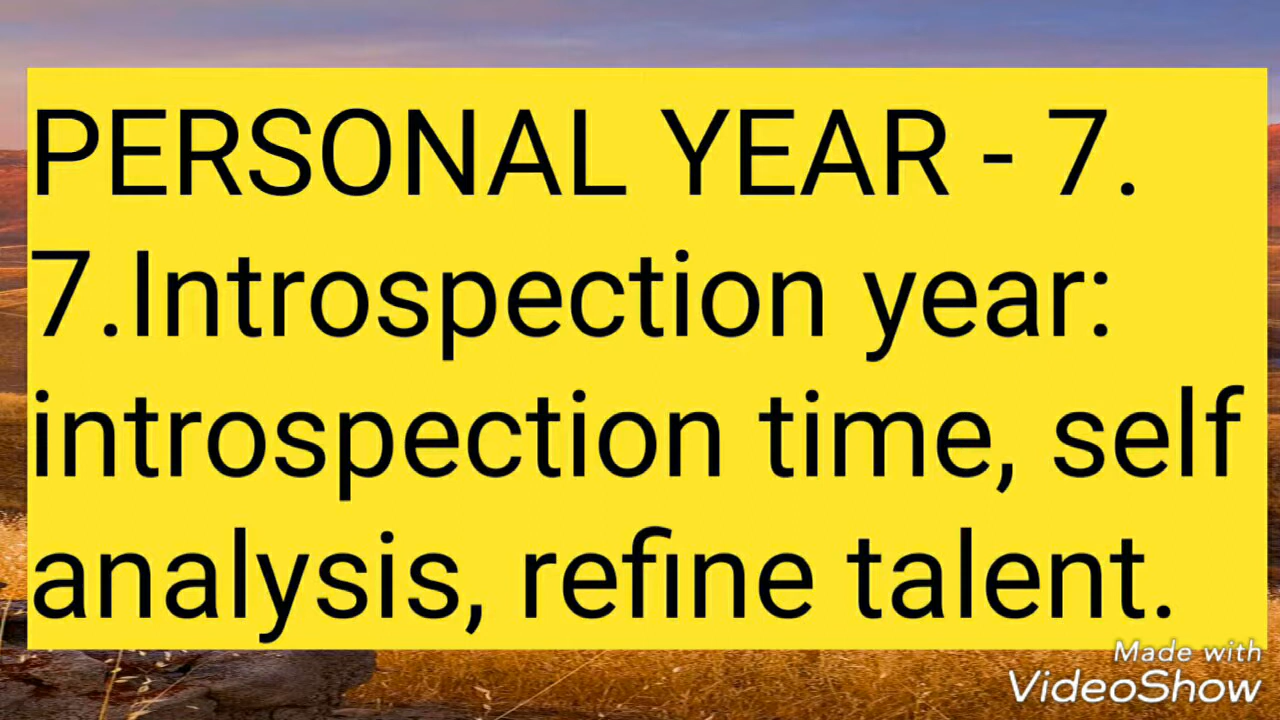 PERSONAL YEAR - 7.
7.Introspection year:
introspection time, self
analysis, refine talent.
Made with
VideoShow